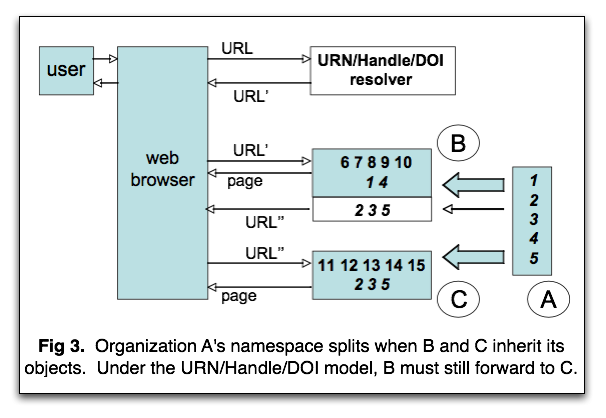 URL
user
URN/Handle/DOI
resolver
URL'
web
browser
URL'
B
6 7 8 9 10
page
1 4
1
2
2 3 5
3
URL''
4
URL''
5
11 12 13 14 15
2 3 5
page
C
A
Fig 3. Organization A's namespace splits when B and C inherit its
objects. Under the URN/Handle/DOI model, B must still forward to C.